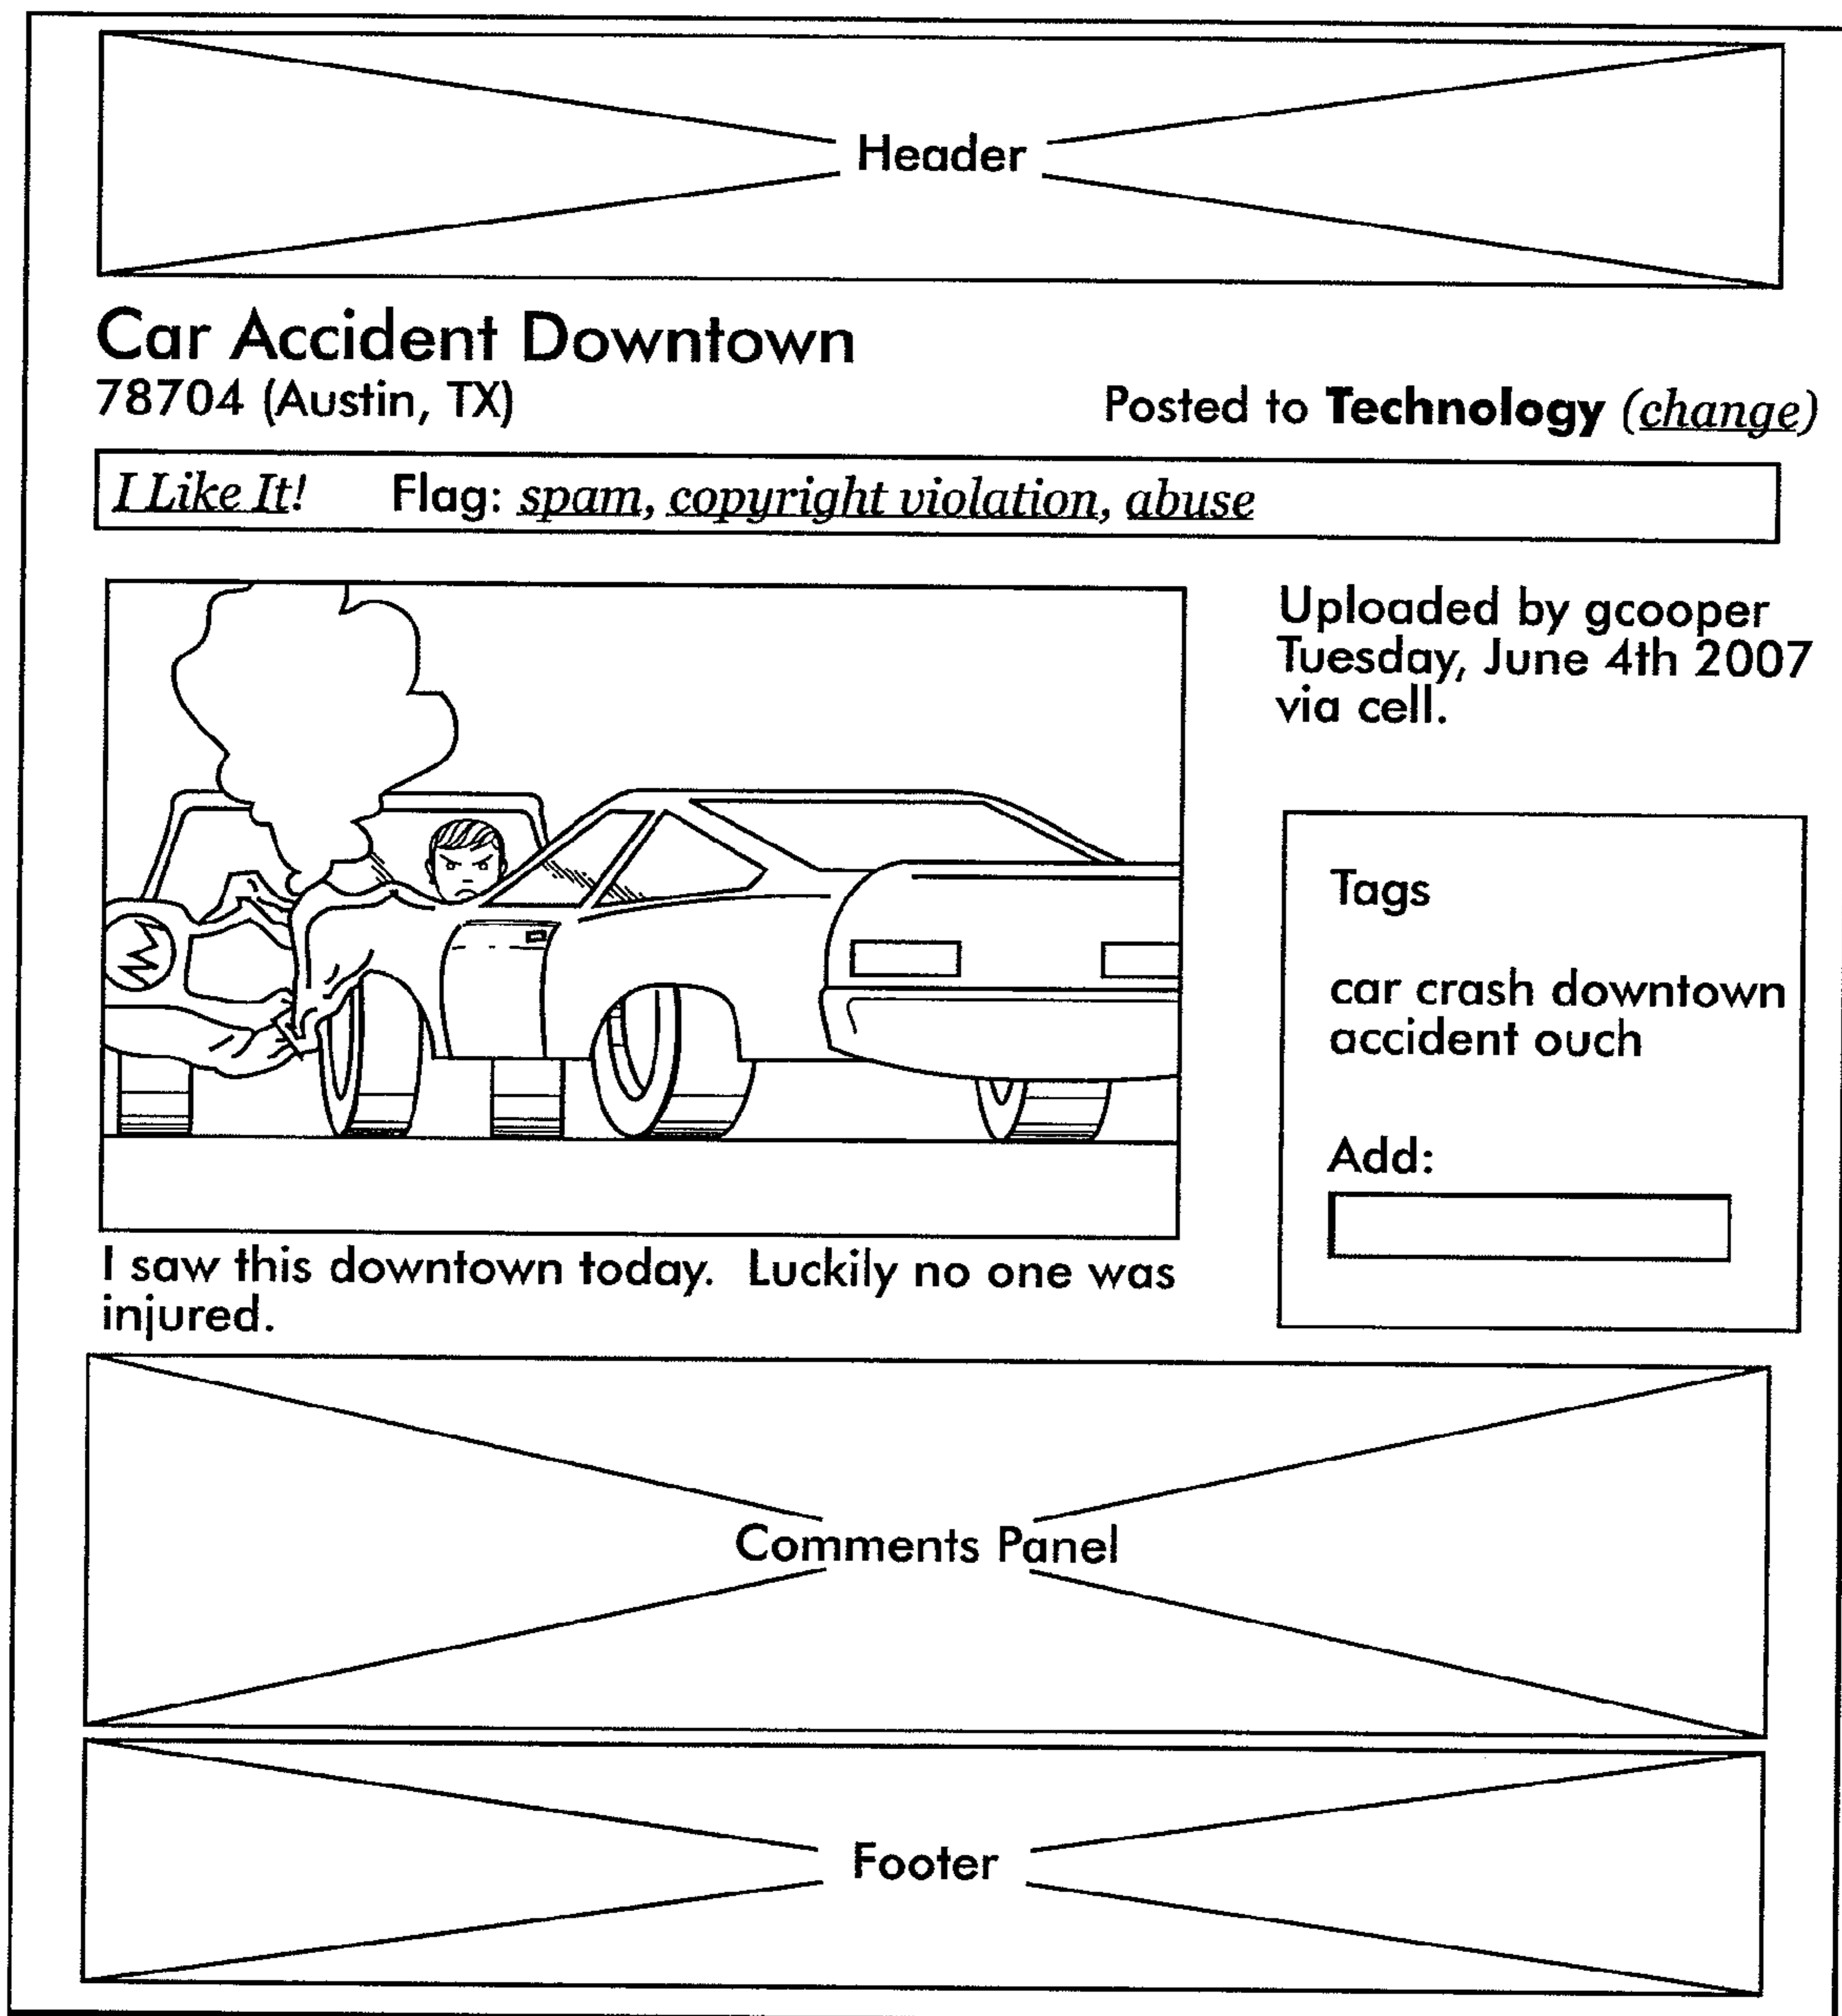 Header
Car Accident Downtown
78704 (Austin, TX)
Posted to Technology (change)
I Like It! Flag: spam, copyright violation, abuse
Uploaded by gcooper
Tuesday, June 4th 2007
via cell.
Tags
car crash downtown
accident ouch
Add:
I saw this downtown today. Luckily no one was
injured.
Comments Panel
Footer